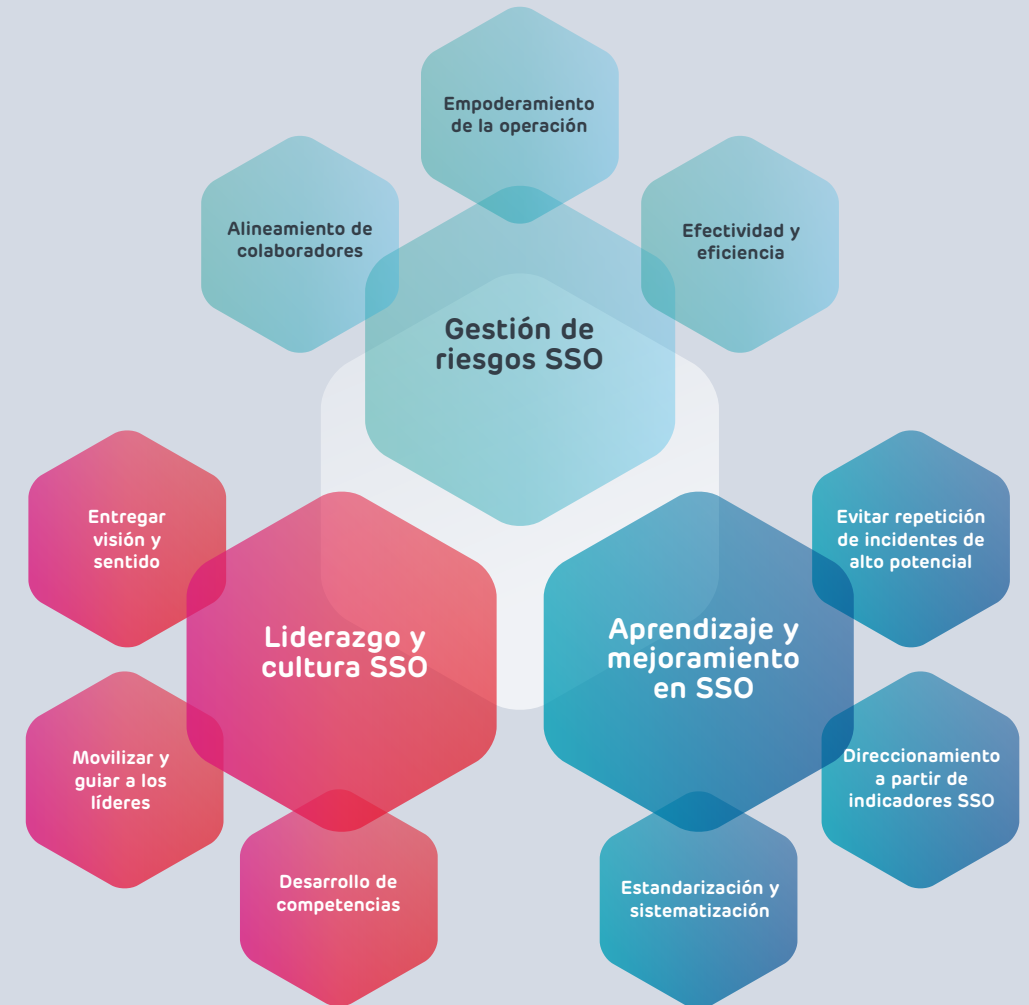 Empoderamiento
de la operación
Alineamiento de
colaboradores
Efectividad y
eficiencia
Gestión de
riesgos SSO
Entregar
visión y
sentido
Liderazgo y
cultura SSO
Movilizar y
guiar a los
líderes
Desarrollo de
competencias
Aprendizaje y
mejoramiento
en SSO
Evitar repetición
de incidentes de
alto potencial
Direccionamiento
a partir de
indicadores SSO
Estandarización y
sistematización